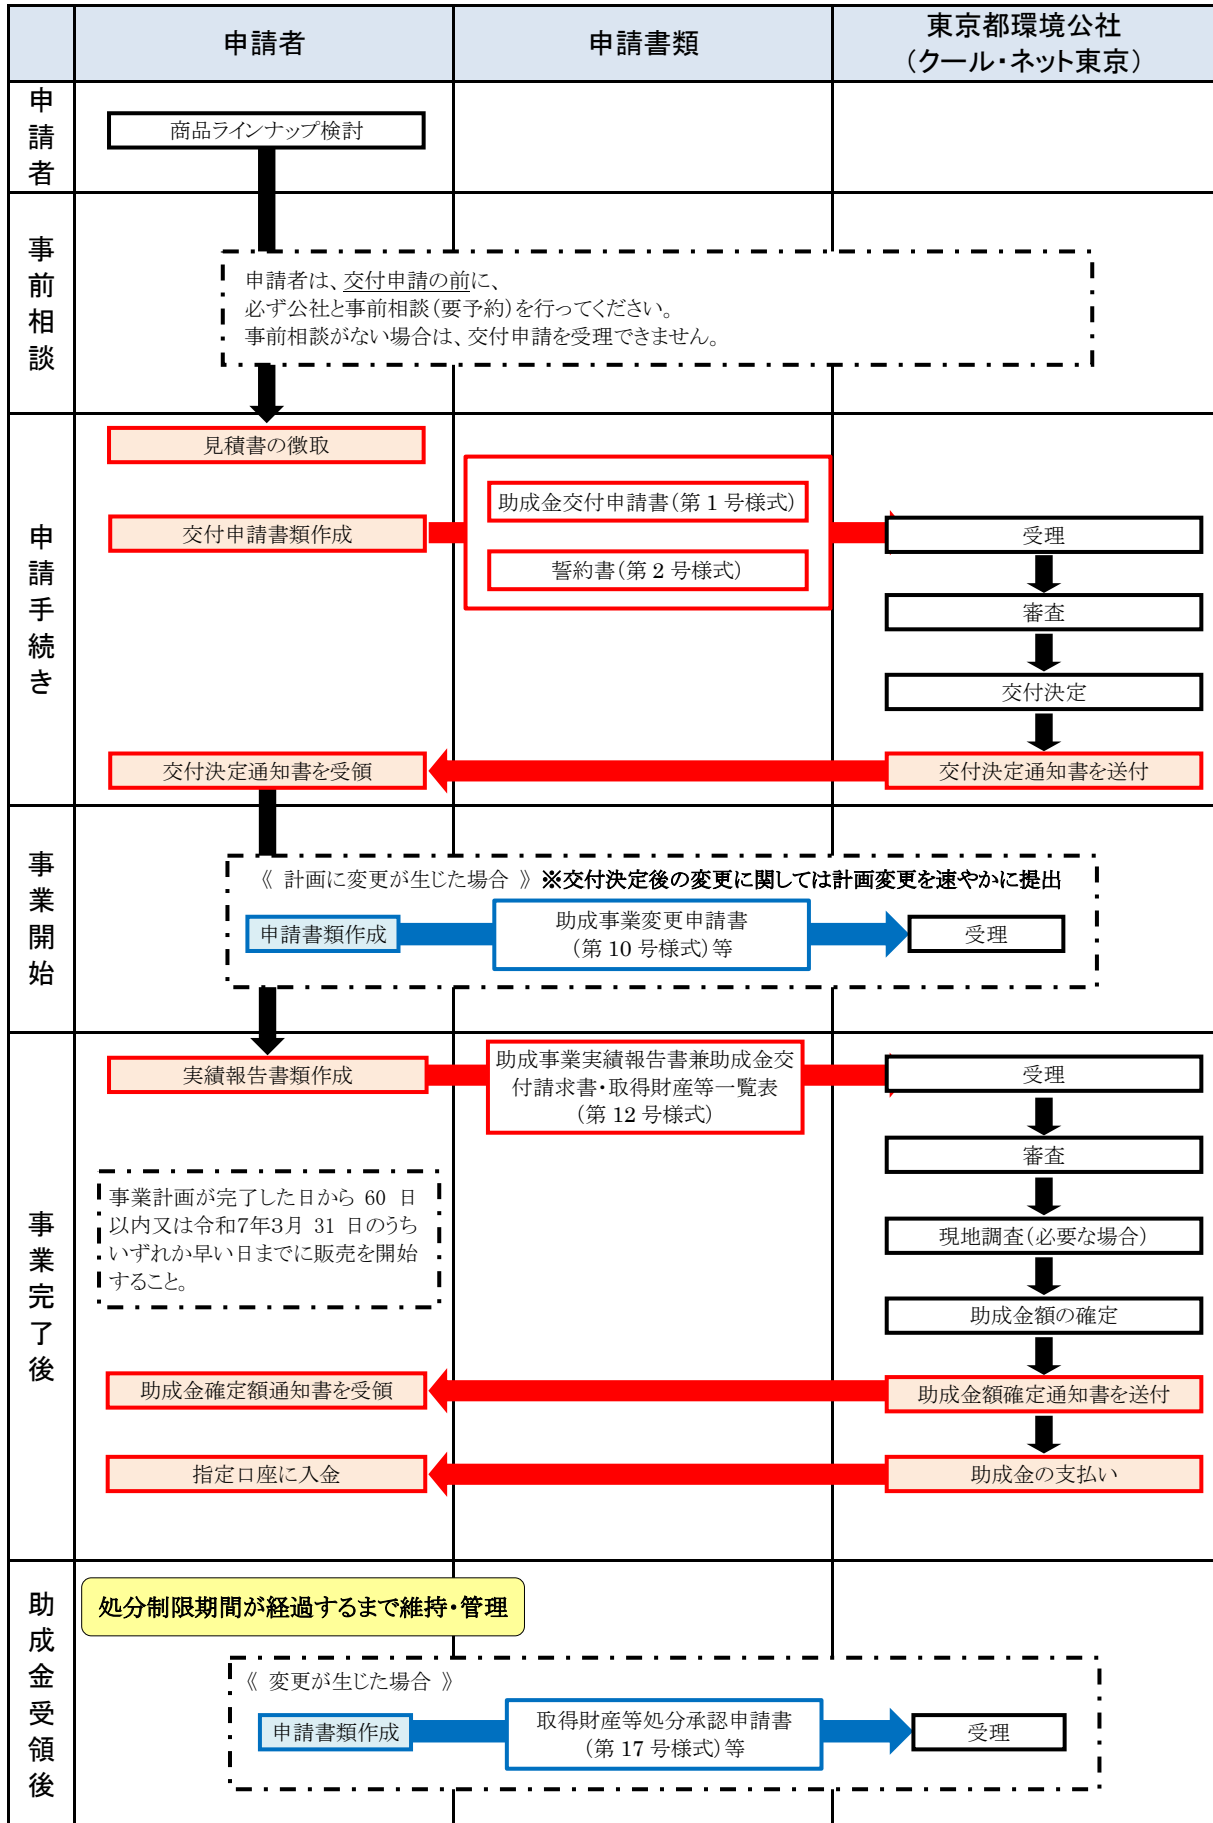 申請者
申請書類
東京都環境公社
（クール・ネット東京）
申請者
商品ラインナップ検討
事前相談
申請者は、交付申請の前に、
必ず公社と事前相談（要予約）を行ってください。
事前相談がない場合は、交付申請を受理できません。
申請手続き
見積書の徴取
交付申請書類作成
助成金交付申請書（第 1 号様式）
誓約書（第 2 号様式）
受理
審査
交付決定
交付決定通知書を受領
交付決定通知書を送付
事業開始
《 計画に変更が生じた場合 》※交付決定後の変更に関しては計画変更を速やかに提出
申請書類作成
助成事業変更申請書
（第 10 号様式）等
受理
事業完了後
実績報告書類作成
助成事業実績報告書兼助成金交
付請求書・取得財産等一覧表
（第 12 号様式）
受理
審査
事業計画が完了した日から 60 日
以内又は令和7年3月 31 日のうち
いずれか早い日までに販売を開始
すること。
現地調査（必要な場合）
助成金額の確定
助成金確定額通知書を受領
助成金額確定通知書を送付
指定口座に入金
助成金の支払い
助成金受領後
処分制限期間が経過するまで維持・管理
《 変更が生じた場合 》
申請書類作成
取得財産等処分承認申請書
（第 17 号様式）等
受理